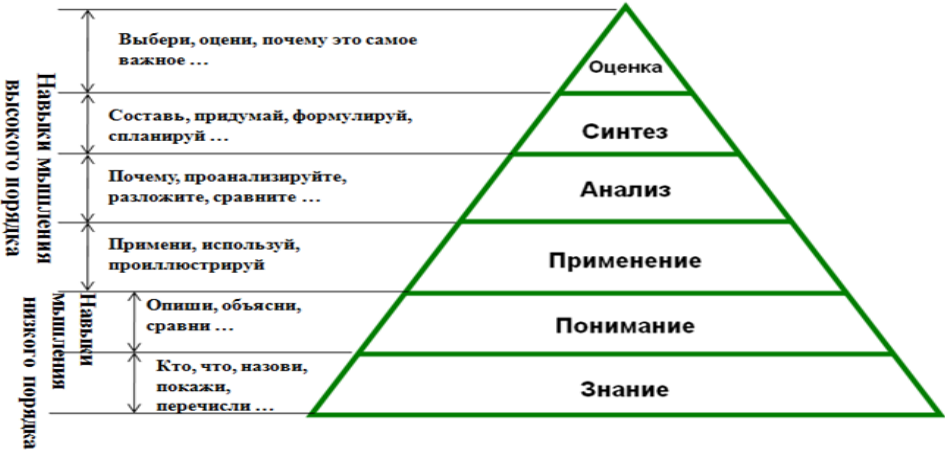 Навыки мышления
высокого порядка
Выбери, оцени, почему это самое
важное ...
Оценка
Составь, придумай, формулируй,
спланируй ...
Синтез
Почему, проанализируйте,
разложите, сравните ...
Анализ
Примени, используй,
проиллюстрируй
Применение
Навыки
мышления
низкого порядка
Опиши, объясни,
сравни ...
Понимание
Кто, что, назови,
покажи,
перечисли ...
Знание